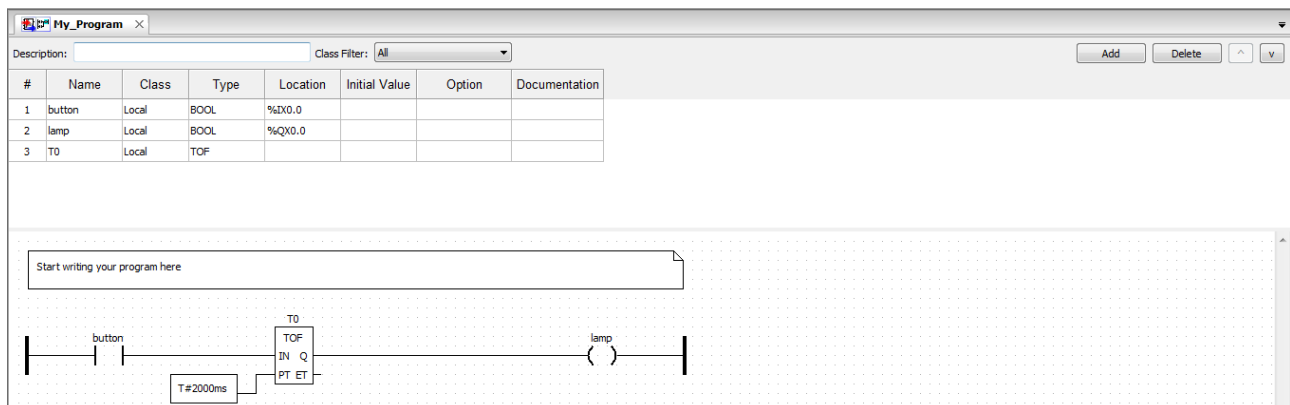 My_Program
Description: Class Filter: All Add Delete ^ v
# Name Class Type Location Initial Value Option Documentation
1 button Local BOOL %IX0.0
2 lamp Local BOOL %QX0.0
3 T0 Local TOF
Start writing your program here
T0
button TOF lamp
IN Q
PT ET
T#2000ms